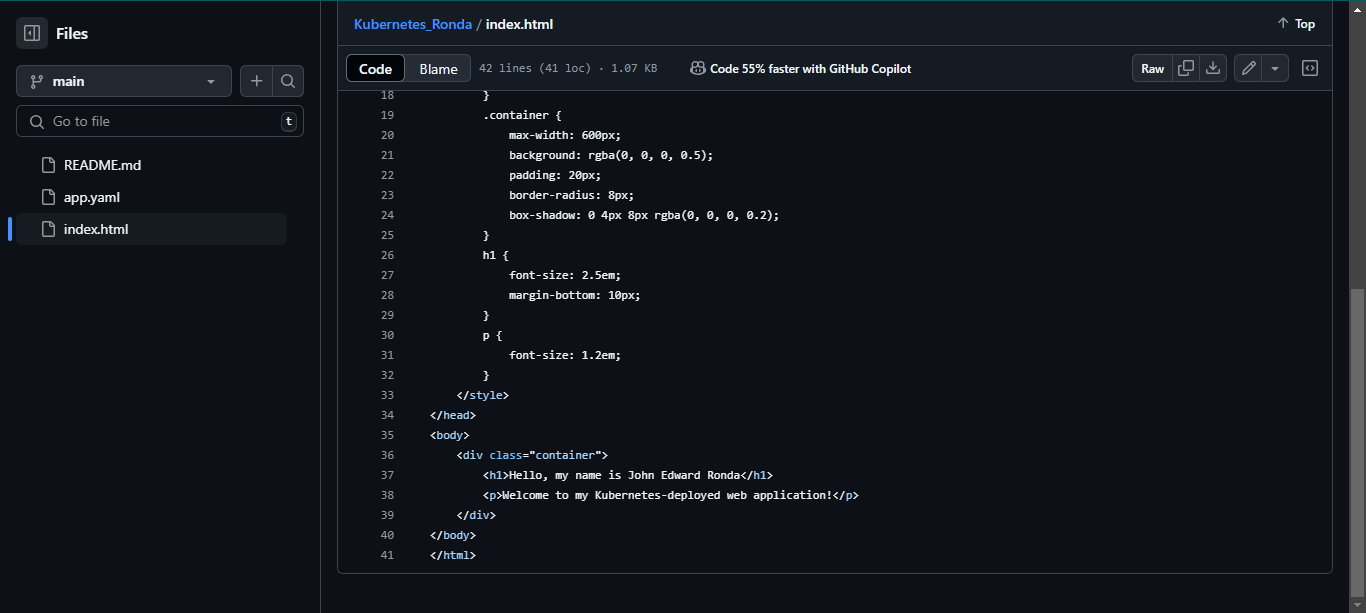 Files
main
Go to file
t
README.md
app.yaml
index.html
Kubernetes_Ronda / index.html
Top
Code
Blame
42 lines (41 loc) · 1.07 KB
Code 55% faster with GitHub Copilot
Raw
18 }
19 .container {
20 max-width: 600px;
21 background: rgba(0, 0, 0, 0.5);
22 padding: 20px;
23 border-radius: 8px;
24 box-shadow: 0 4px 8px rgba(0, 0, 0, 0.2);
25 }
26 h1 {
27 font-size: 2.5em;
28 margin-bottom: 10px;
29 }
30 p {
31 font-size: 1.2em;
32 }
33 </style>
34 </head>
35 <body>
36 <div class="container">
37 <h1>Hello, my name is John Edward Ronda</h1>
38 <p>Welcome to my Kubernetes-deployed web application!</p>
39 </div>
40 </body>
41 </html>